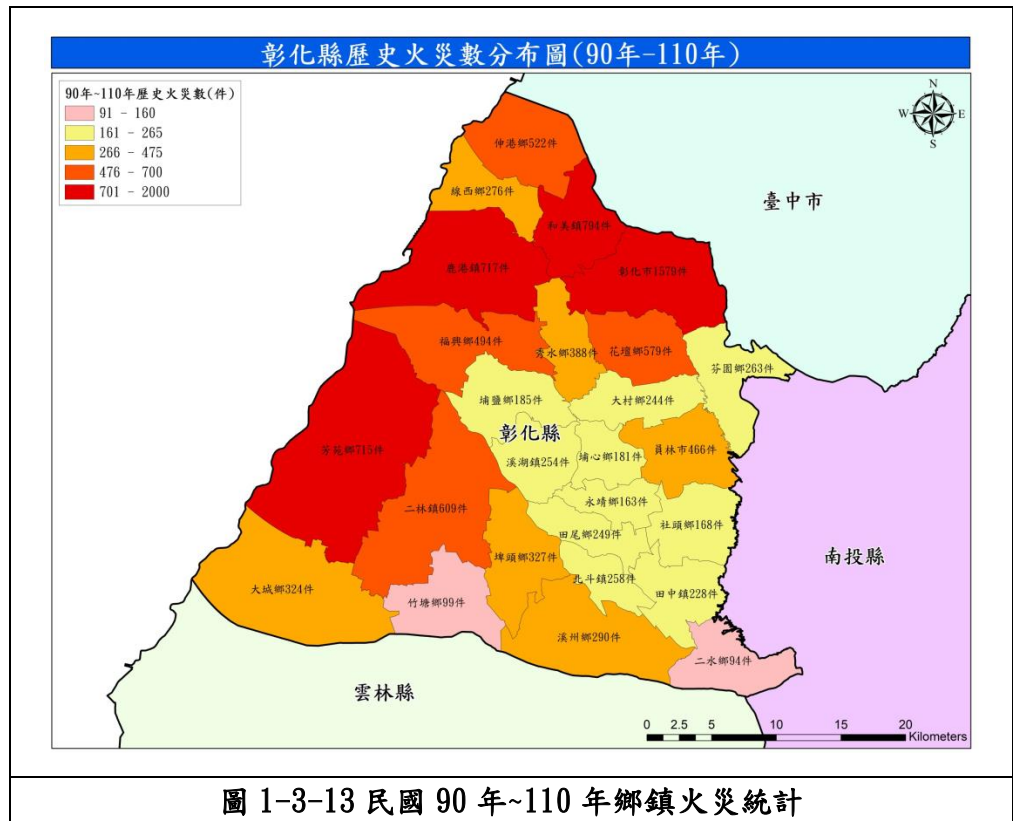 彰化縣歷史火災數分布圖(90年-110年)
90年~110年歷史火災數(件)
91 - 160
161 - 265
266 - 475
476 - 700
701 - 2000
N
W
E
S
臺中市
伸港鄉522件
線西鄉276件
和美鎮794件
鹿港鎮717件
彰化市1579件
福興鄉494件
秀水鄉388件
花壇鄉579件
芬園鄉263件
埔鹽鄉185件
大村鄉244件
彰化縣
芳苑鄉715件
溪湖鎮254件
埔心鄉181件
員林市466件
二林鎮609件
永靖鄉163件
田尾鄉249件
社頭鄉168件
埤頭鄉327件
南投縣
北斗鎮258件
大城鄉324件
竹塘鄉99件
田中鎮228件
溪州鄉290件
二水鄉94件
雲林縣
0 2.5 5 10 15 20
Kilometers
圖 1-3-13 民國 90 年~110 年鄉鎮火災統計